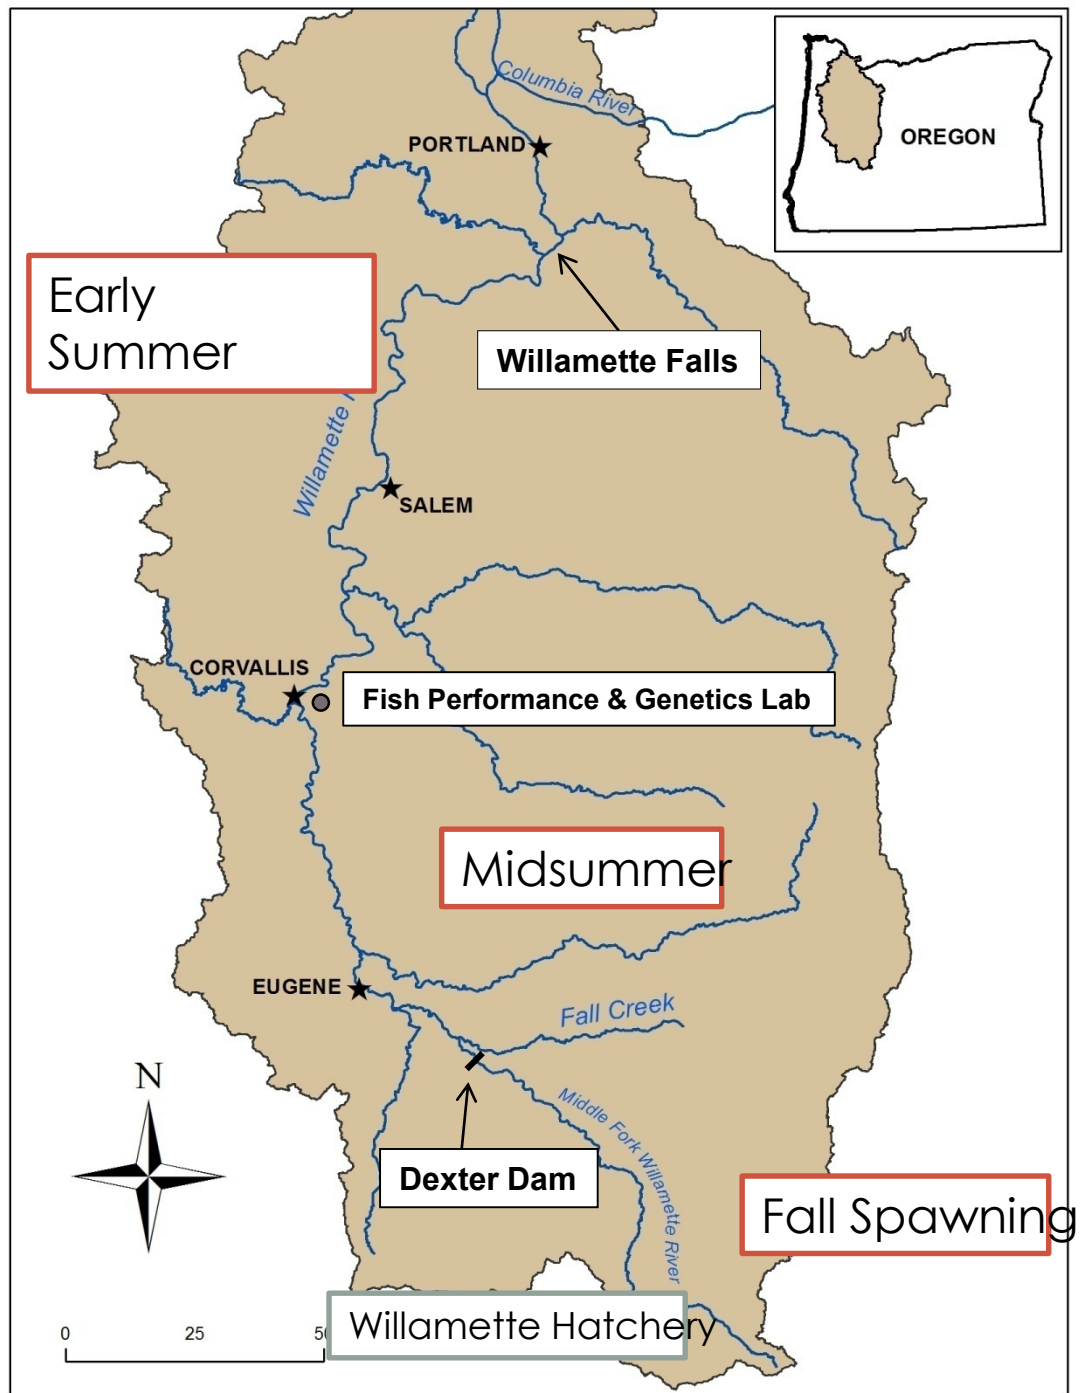 Columbia River
PORTLAND
OREGON
Early
Summer
Willamette Falls
Willamette
SALEM
CORVALLIS
Fish Performance & Genetics Lab
Midsummer
EUGENE
Fall Creek
N
Middle Fork Willamette River
Dexter Dam
Fall Spawning
Willamette Hatchery
0
25